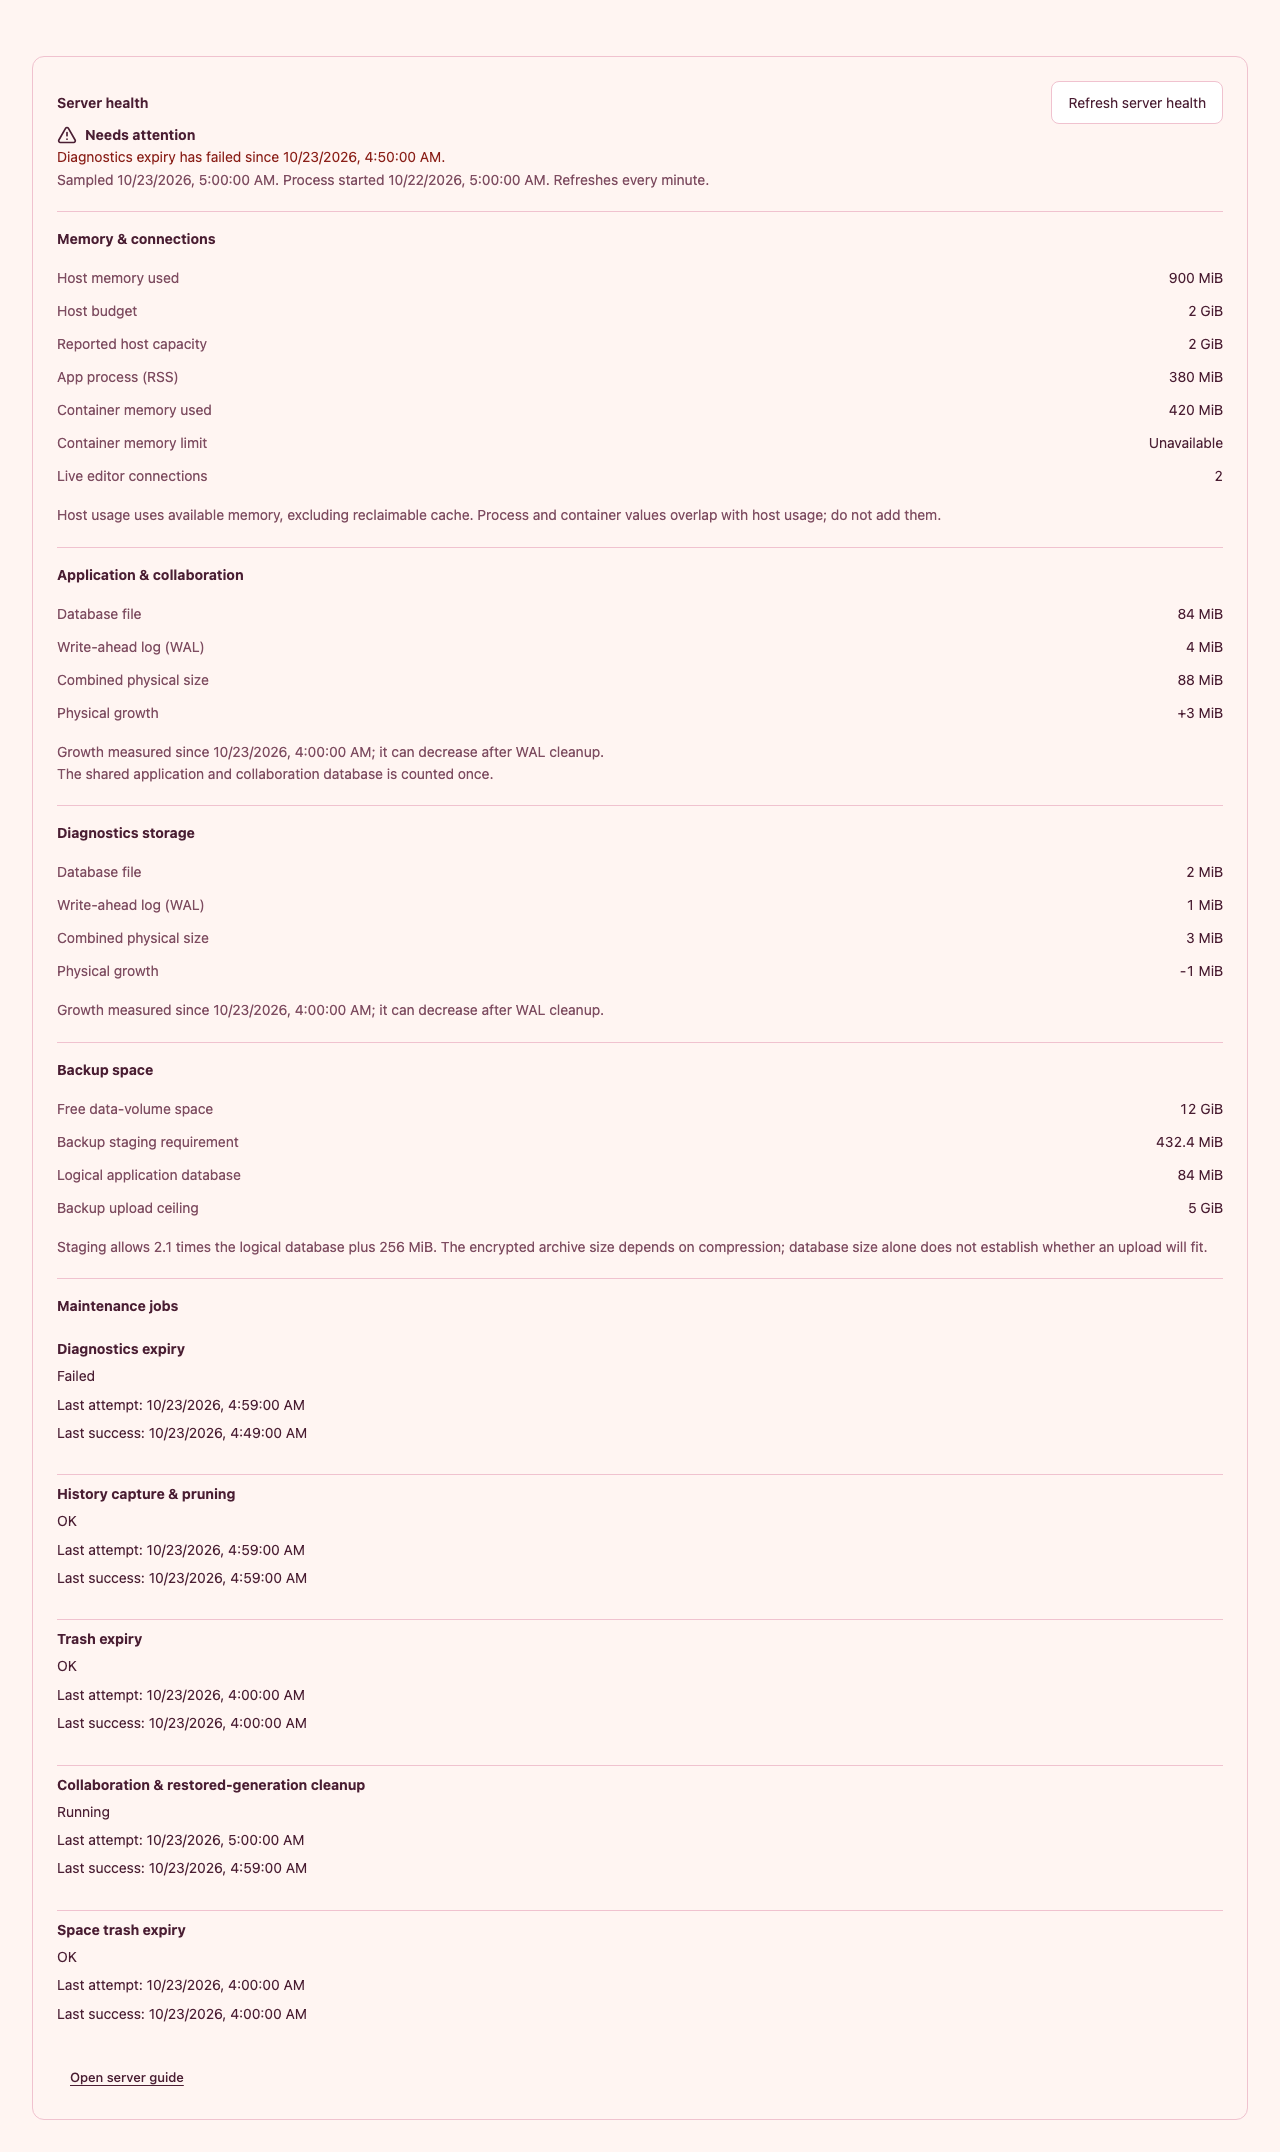 Server health
Refresh server health
Needs attention
Diagnostics expiry has failed since 10/23/2026, 4:50:00 AM.
Sampled 10/23/2026, 5:00:00 AM. Process started 10/22/2026, 5:00:00 AM. Refreshes every minute.
Memory & connections
Host memory used 900 MiB
Host budget 2 GiB
Reported host capacity 2 GiB
App process (RSS) 380 MiB
Container memory used 420 MiB
Container memory limit Unavailable
Live editor connections 2
Host usage uses available memory, excluding reclaimable cache. Process and container values overlap with host usage; do not add them.
Application & collaboration
Database file 84 MiB
Write-ahead log (WAL) 4 MiB
Combined physical size 88 MiB
Physical growth +3 MiB
Growth measured since 10/23/2026, 4:00:00 AM; it can decrease after WAL cleanup.
The shared application and collaboration database is counted once.
Diagnostics storage
Database file 2 MiB
Write-ahead log (WAL) 1 MiB
Combined physical size 3 MiB
Physical growth -1 MiB
Growth measured since 10/23/2026, 4:00:00 AM; it can decrease after WAL cleanup.
Backup space
Free data-volume space 12 GiB
Backup staging requirement 432.4 MiB
Logical application database 84 MiB
Backup upload ceiling 5 GiB
Staging allows 2.1 times the logical database plus 256 MiB. The encrypted archive size depends on compression; database size alone does not establish whether an upload will fit.
Maintenance jobs
Diagnostics expiry
Failed
Last attempt: 10/23/2026, 4:59:00 AM
Last success: 10/23/2026, 4:49:00 AM
History capture & pruning
OK
Last attempt: 10/23/2026, 4:59:00 AM
Last success: 10/23/2026, 4:59:00 AM
Trash expiry
OK
Last attempt: 10/23/2026, 4:00:00 AM
Last success: 10/23/2026, 4:00:00 AM
Collaboration & restored-generation cleanup
Running
Last attempt: 10/23/2026, 5:00:00 AM
Last success: 10/23/2026, 4:59:00 AM
Space trash expiry
OK
Last attempt: 10/23/2026, 4:00:00 AM
Last success: 10/23/2026, 4:00:00 AM
Open server guide